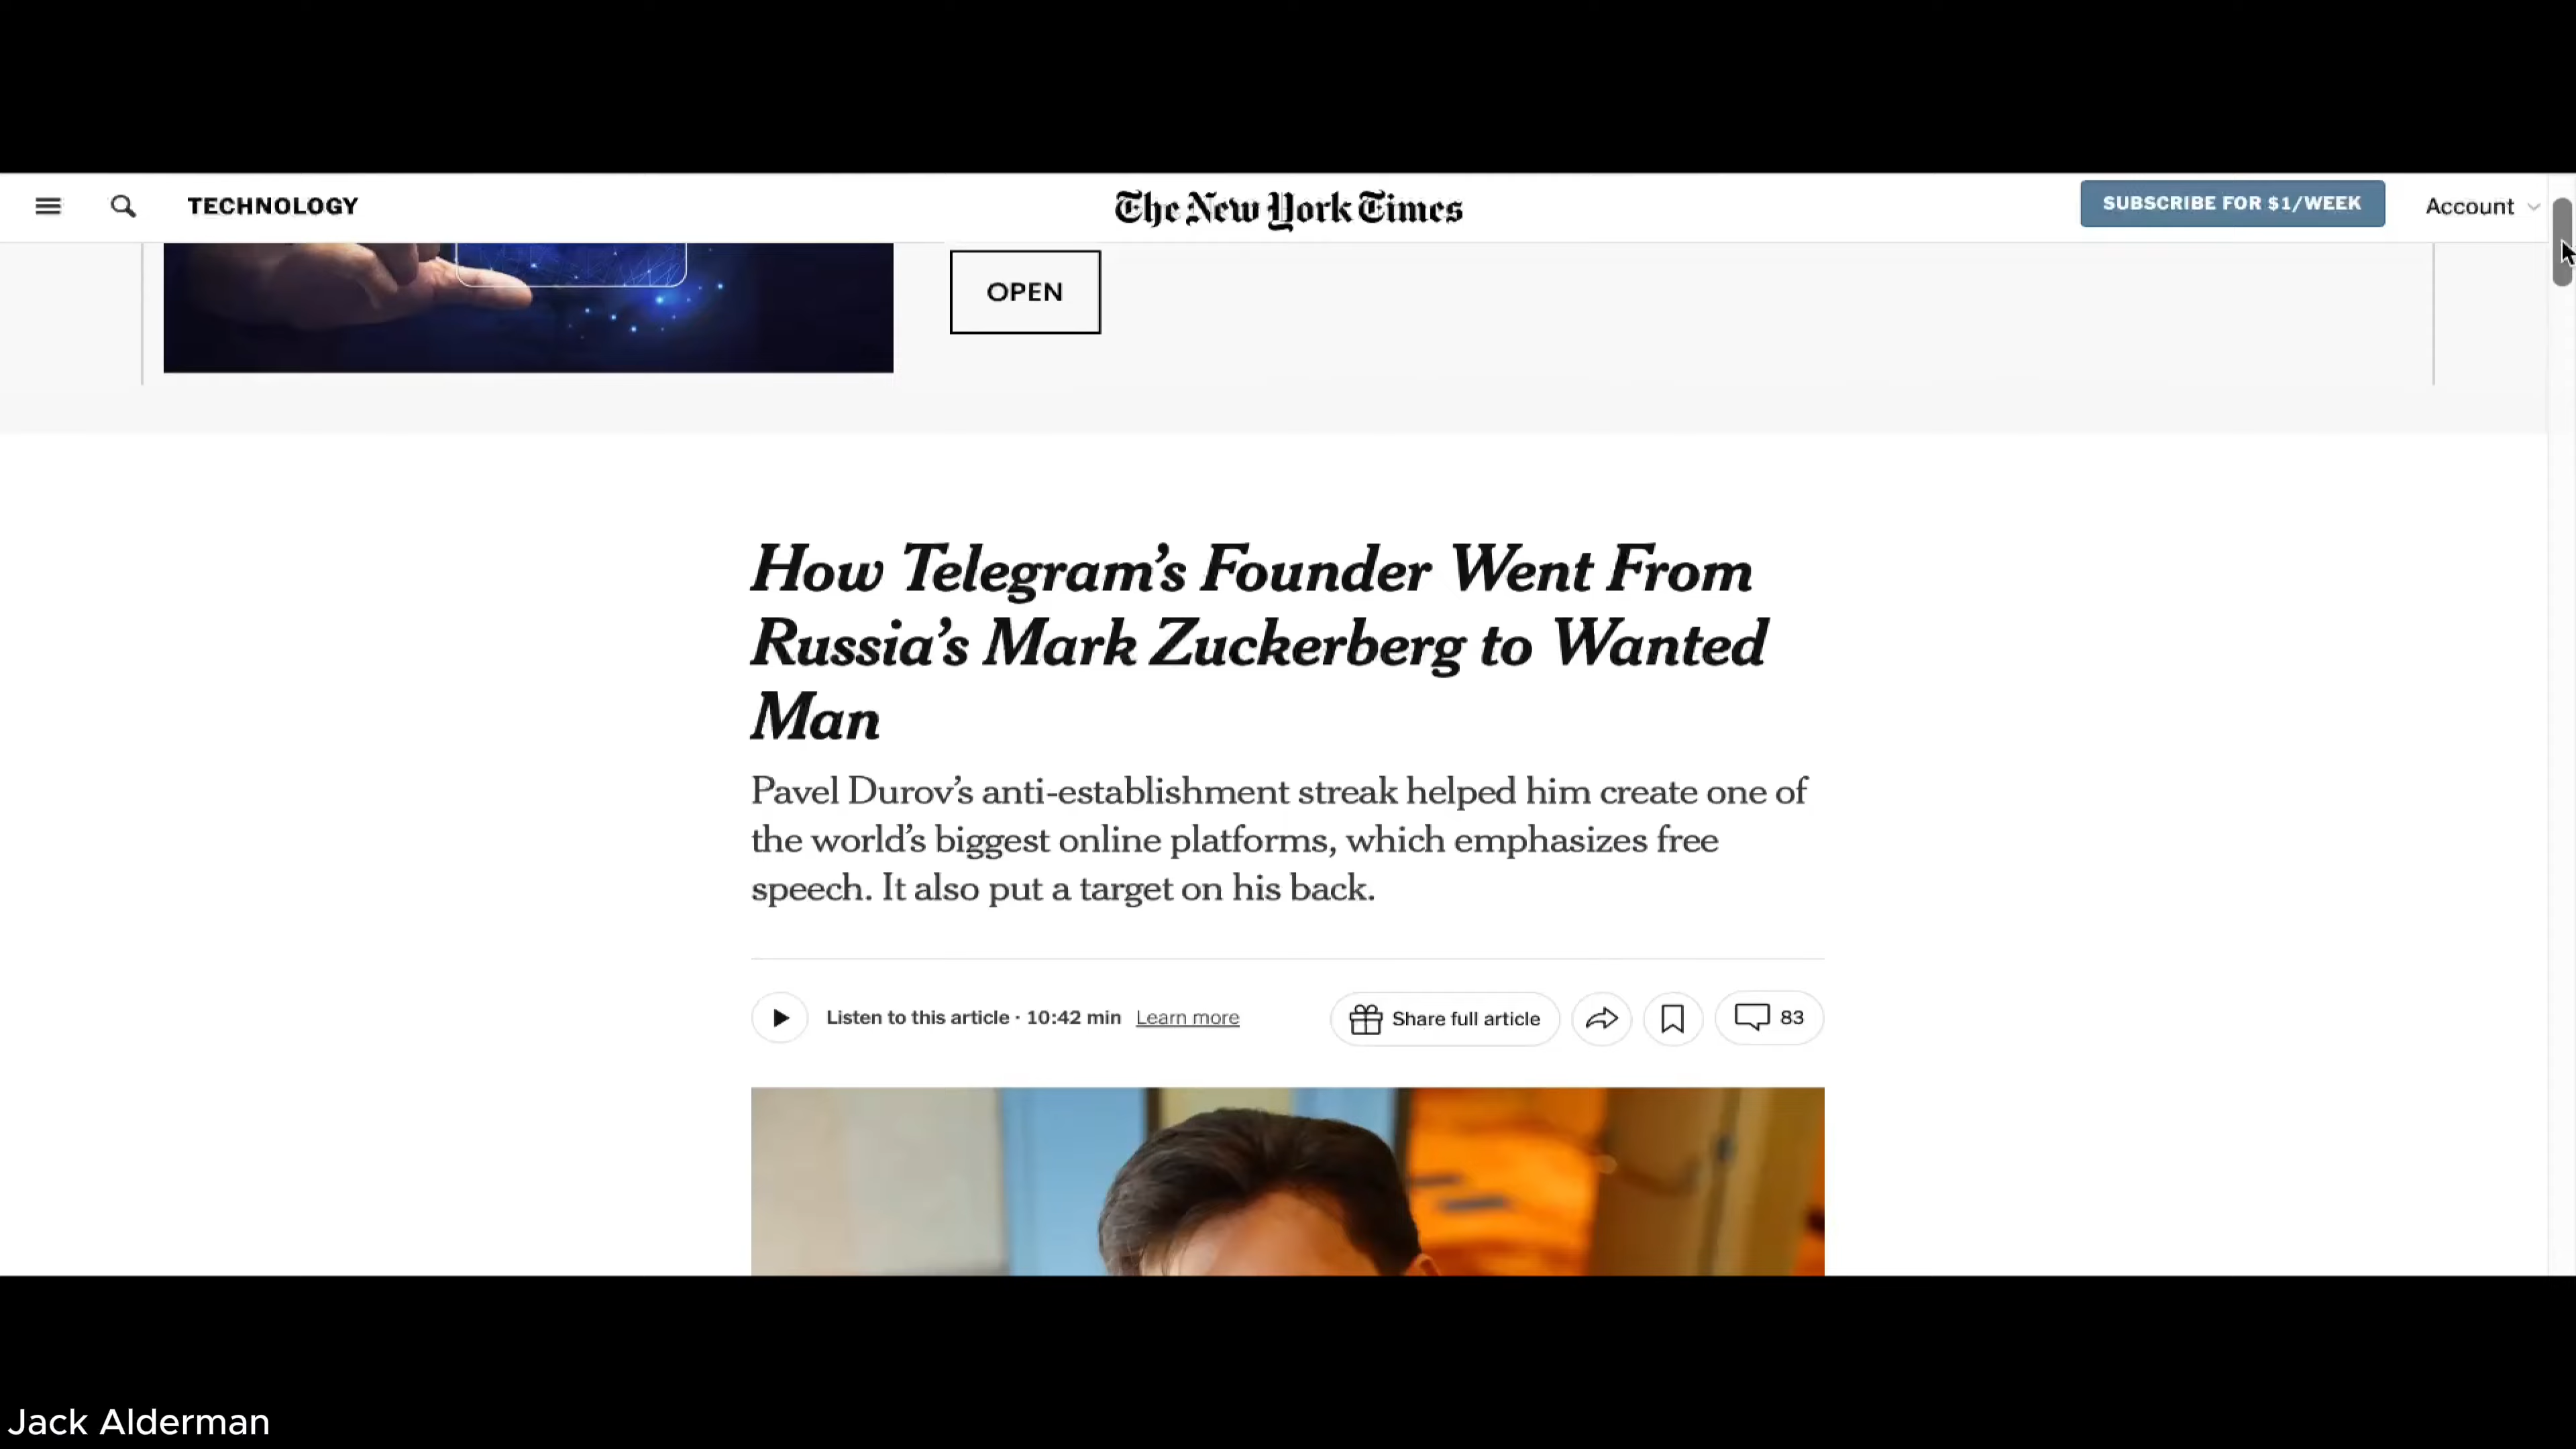 TECHNOLOGY
The New York Times
SUBSCRIBE FOR $1/WEEK
Account
OPEN
How Telegram’s Founder Went From
Russia’s Mark Zuckerberg to Wanted
Man
Pavel Durov’s anti-establishment streak helped him create one of
the world’s biggest online platforms, which emphasizes free
speech. It also put a target on his back.
Listen to this article · 10:42 min Learn more
Share full article
83
Jack Alderman